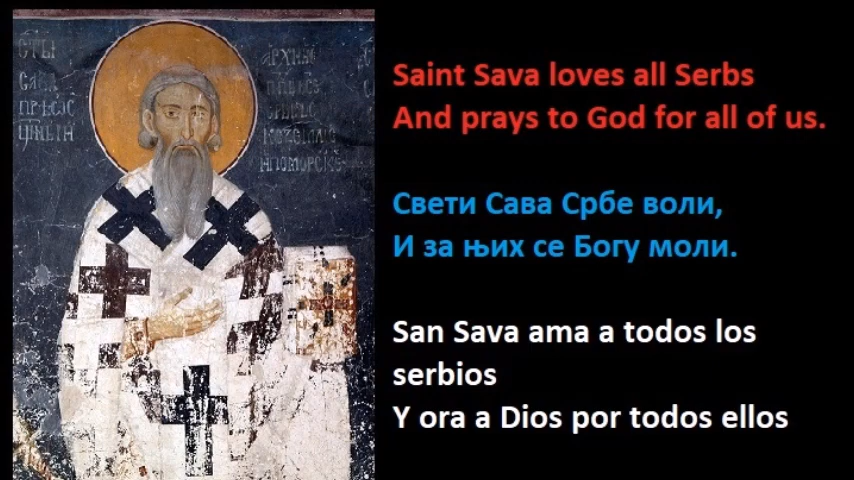 Saint Sava loves all Serbs
And prays to God for all of us.
Свети Сава Србе воли,
И за њих се Богу моли.
San Sava ama a todos los
serbios
Y ora a Dios por todos ellos